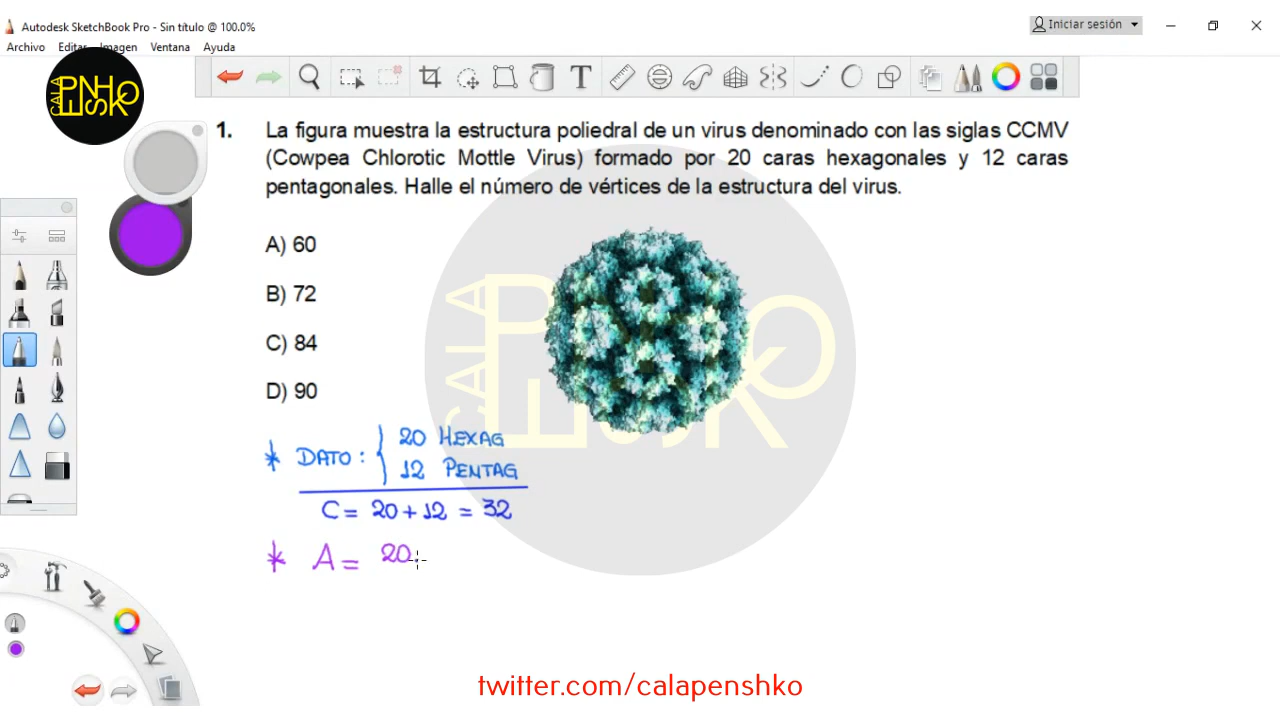 Autodesk SketchBook Pro - Sin título @ 100.0%
Iniciar sesión
Archivo Editar Imagen Ventana Ayuda
CALA
PNHO
ESK
1. La figura muestra la estructura poliedral de un virus denominado con las siglas CCMV
(Cowpea Chlorotic Mottle Virus) formado por 20 caras hexagonales y 12 caras
pentagonales. Halle el número de vértices de la estructura del virus.
A) 60
B) 72
C) 84
D) 90
* DATO: { 20 HEXAG
12 PENTAG
C = 20 + 12 = 32
* A = 20.
twitter.com/calapenshko